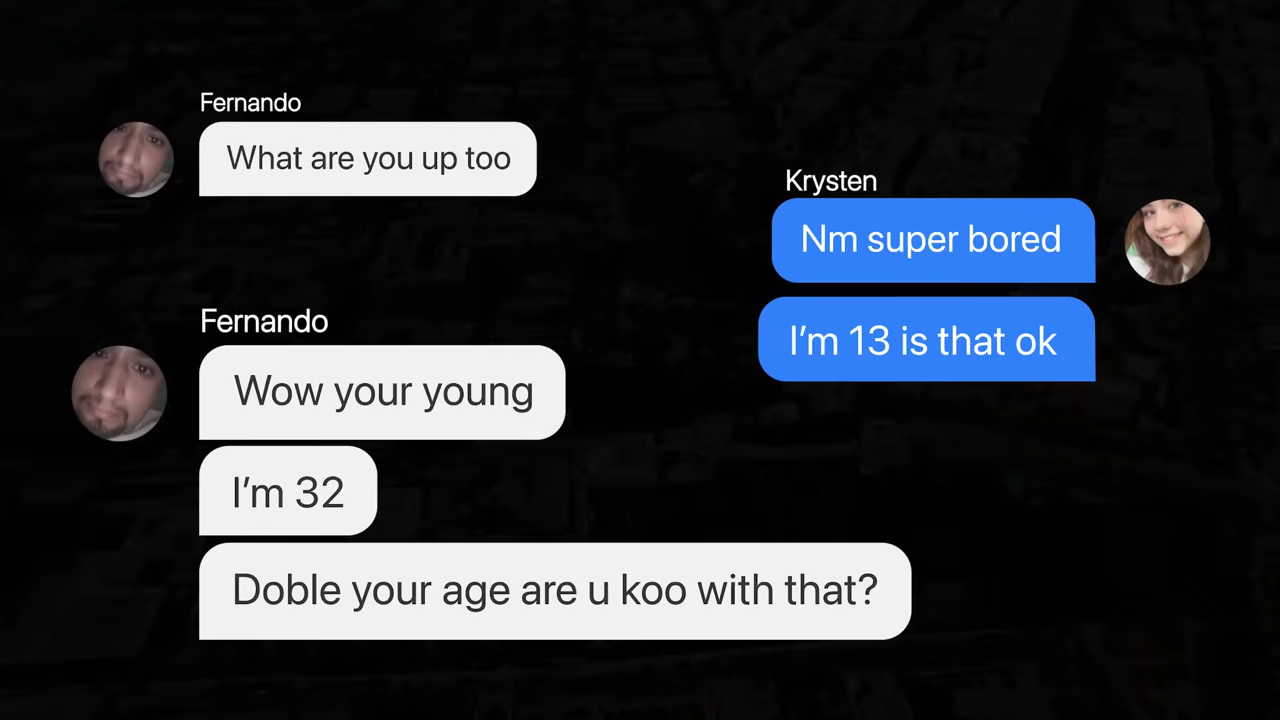 Fernando
What are you up too
Krysten
Nm super bored
I’m 13 is that ok
Fernando
Wow your young
I’m 32
Doble your age are u koo with that?